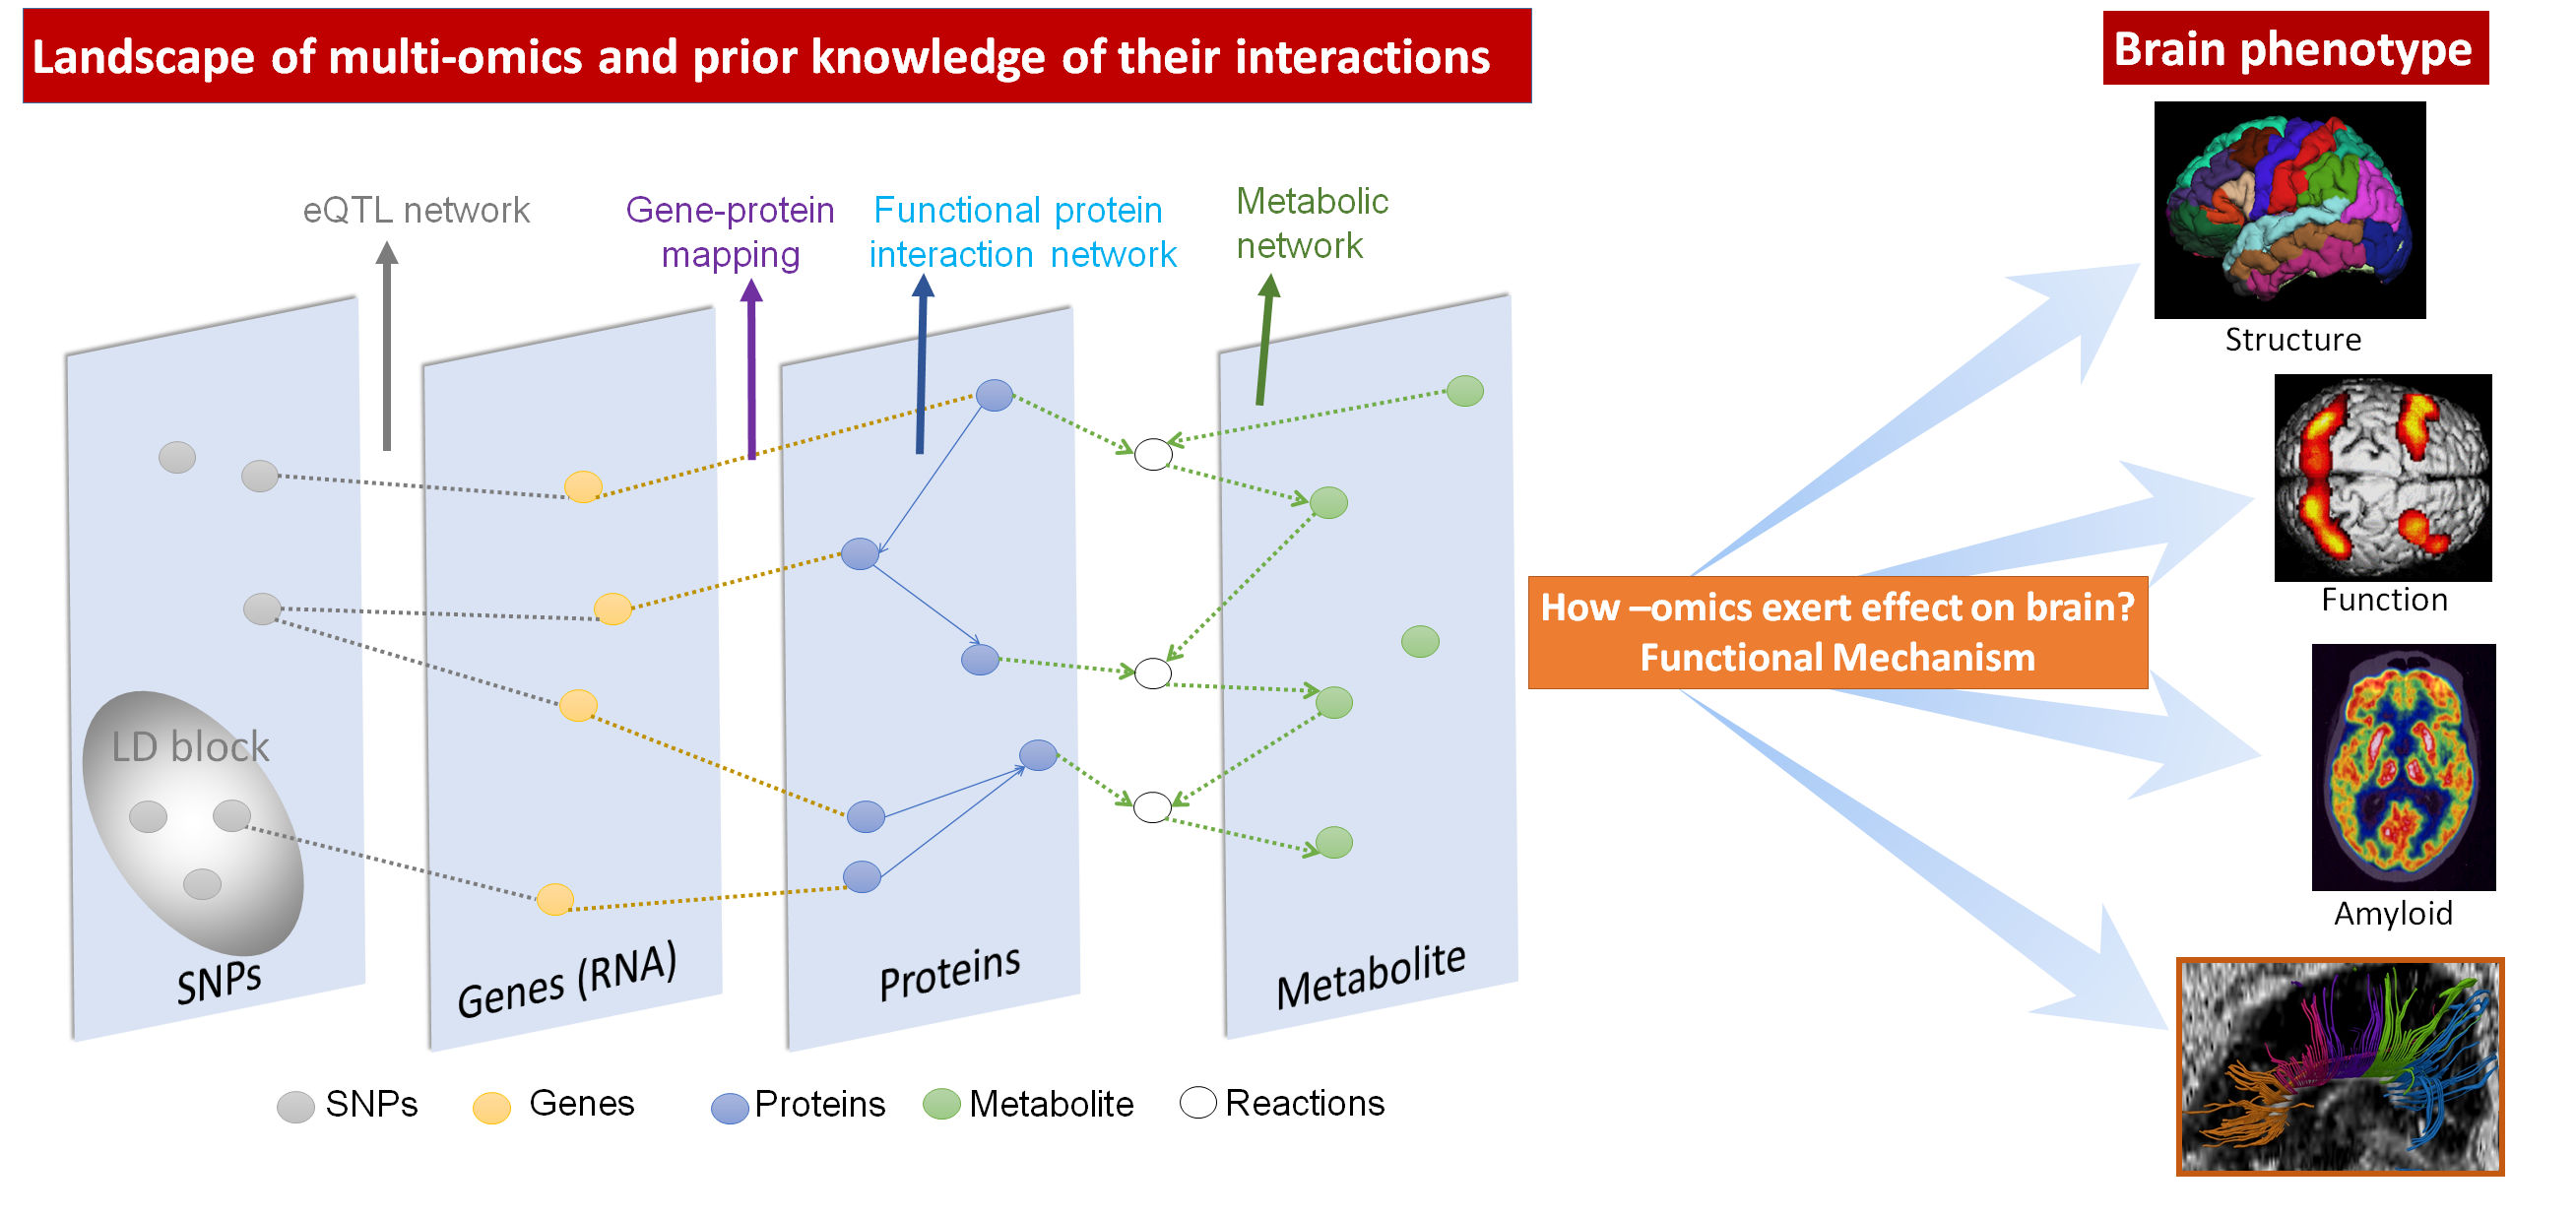 Landscape of multi-omics and prior knowledge of their interactions
Brain phenotype
eQTL network
Gene-protein
mapping
Functional protein
interaction network
Metabolic
network
LD block
SNPs
Genes (RNA)
Proteins
Metabolite
SNPs
Genes
Proteins
Metabolite
Reactions
How –omics exert effect on brain?
Functional Mechanism
Structure
Function
Amyloid